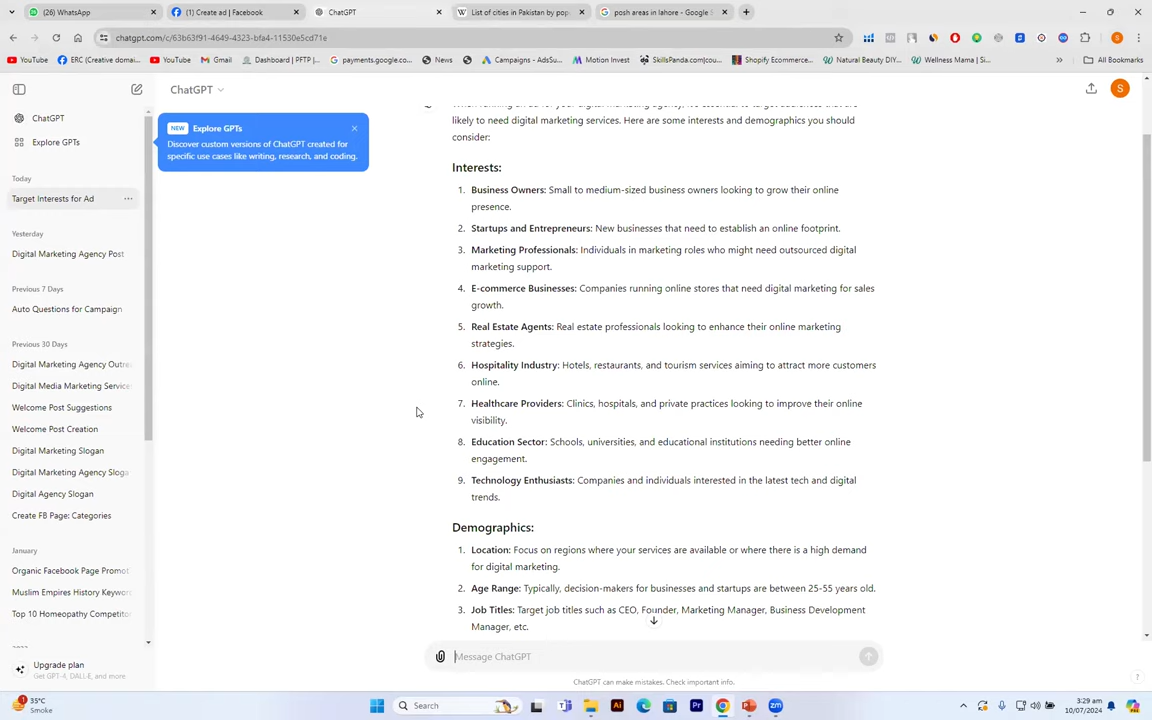 (26) WhatsApp
(1) Create ad | Facebook
ChatGPT
List of cities in Pakistan by popu
posh areas in lahore - Google S
chatgpt.com/c/63b63f91-4649-4323-bfa4-11530e5cd71e
S
YouTube
ERC (Creative domai...
YouTube
Gmail
Dashboard | PFTP |...
payments.google.co...
News
Campaigns - AdsSu...
Motion Invest
SkillsPanda.com|cou...
Shopify Ecommerce...
Natural Beauty DIY...
Wellness Mama | Si...
All Bookmarks
ChatGPT
S
ChatGPT
Explore GPTs
NEW Explore GPTs
Discover custom versions of ChatGPT created for
specific use cases like writing, research, and coding.
Today
Target Interests for Ad
Yesterday
Digital Marketing Agency Post
Previous 7 Days
Auto Questions for Campaign
Previous 30 Days
Digital Marketing Agency Outre
Digital Media Marketing Service
Welcome Post Suggestions
Welcome Post Creation
Digital Marketing Slogan
Digital Marketing Agency Sloga
Digital Agency Slogan
Create FB Page: Categories
January
Organic Facebook Page Promot
Muslim Empires History Keywor
Top 10 Homeopathy Competito
Upgrade plan
Get GPT-4, DALL-E, and more
likely to need digital marketing services. Here are some interests and demographics you should
consider:
Interests:
1. Business Owners: Small to medium-sized business owners looking to grow their online
presence.
2. Startups and Entrepreneurs: New businesses that need to establish an online footprint.
3. Marketing Professionals: Individuals in marketing roles who might need outsourced digital
marketing support.
4. E-commerce Businesses: Companies running online stores that need digital marketing for sales
growth.
5. Real Estate Agents: Real estate professionals looking to enhance their online marketing
strategies.
6. Hospitality Industry: Hotels, restaurants, and tourism services aiming to attract more customers
online.
7. Healthcare Providers: Clinics, hospitals, and private practices looking to improve their online
visibility.
8. Education Sector: Schools, universities, and educational institutions needing better online
engagement.
9. Technology Enthusiasts: Companies and individuals interested in the latest tech and digital
trends.
Demographics:
1. Location: Focus on regions where your services are available or where there is a high demand
for digital marketing.
2. Age Range: Typically, decision-makers for businesses and startups are between 25-55 years old.
3. Job Titles: Target job titles such as CEO, Founder, Marketing Manager, Business Development
Manager, etc.
Message ChatGPT
ChatGPT can make mistakes. Check important info.
?
35°C
Smoke
Search
3:29 am
10/07/2024